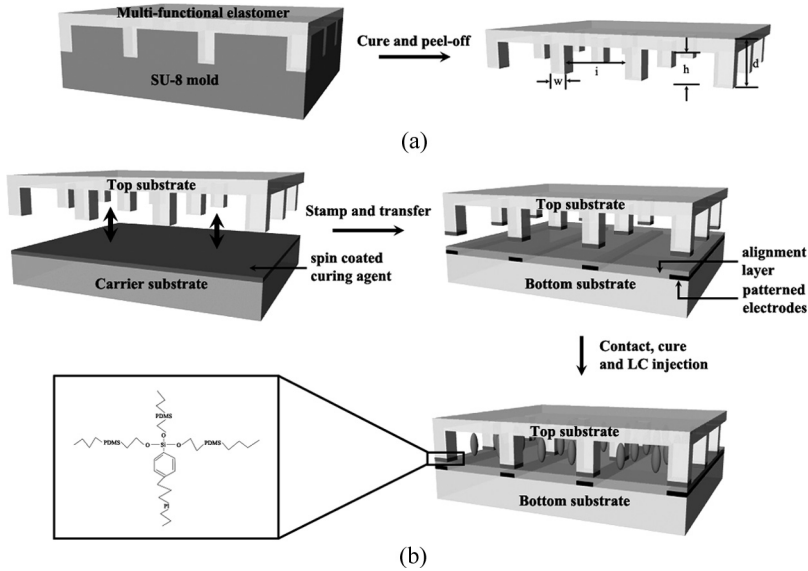 Multi-functional elastomer
SU-8 mold
Cure and peel-off
w
i
h
d
(a)
Top substrate
spin coated
curing agent
Carrier substrate
Stamp and transfer
Top substrate
Bottom substrate
alignment
layer
patterned
electrodes
Contact, cure
and LC injection
PDMS
O
PDMS
O
Si
O
PDMS
PI
Top substrate
Bottom substrate
(b)